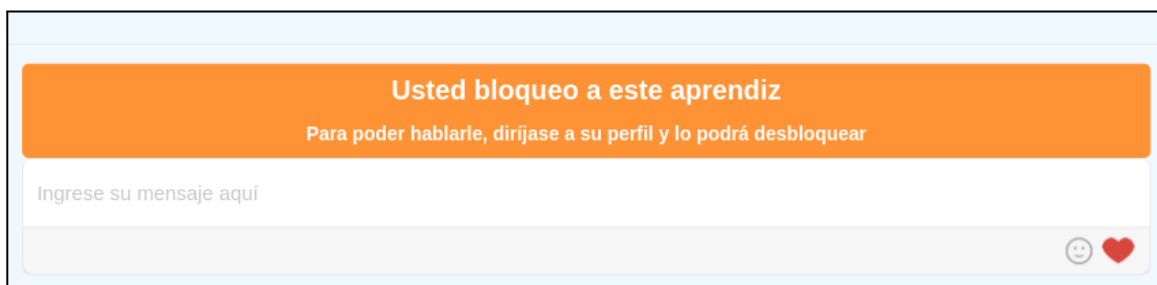 Usted bloqueo a este aprendiz
Para poder hablarle, diríjase a su perfil y lo podrá desbloquear
Ingrese su mensaje aquí